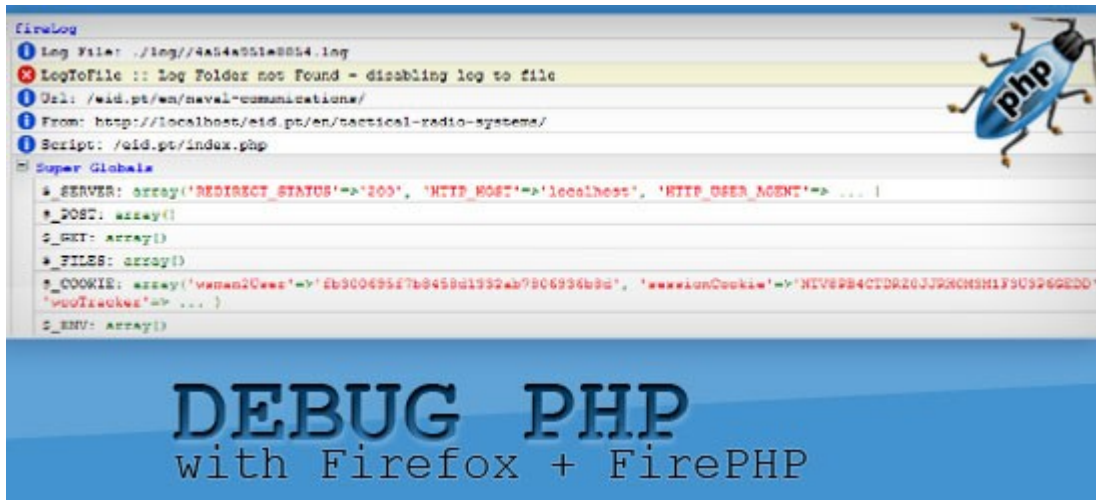 fireLog
Log File: ./log//4a54a951e8054.log
LogToFile :: Log Folder not Found - disabling log to file
Url: /eid.pt/en/naval-comunications/
From: http://localhost/eid.pt/en/tactical-radio-systems/
Script: /eid.pt/index.php
Super Globals
$_SERVER: array('REDIRECT_STATUS'=>'200', 'HTTP_HOST'=>'localhost', 'HTTP_USER_AGENT'=> ... )
$_POST: array()
$_GET: array()
$_FILES: array()
$_COOKIE: array( 'sessionCookie'=>
... )
$_ENV: array()
php
DEBUG PHP
with Firefox + FirePHP